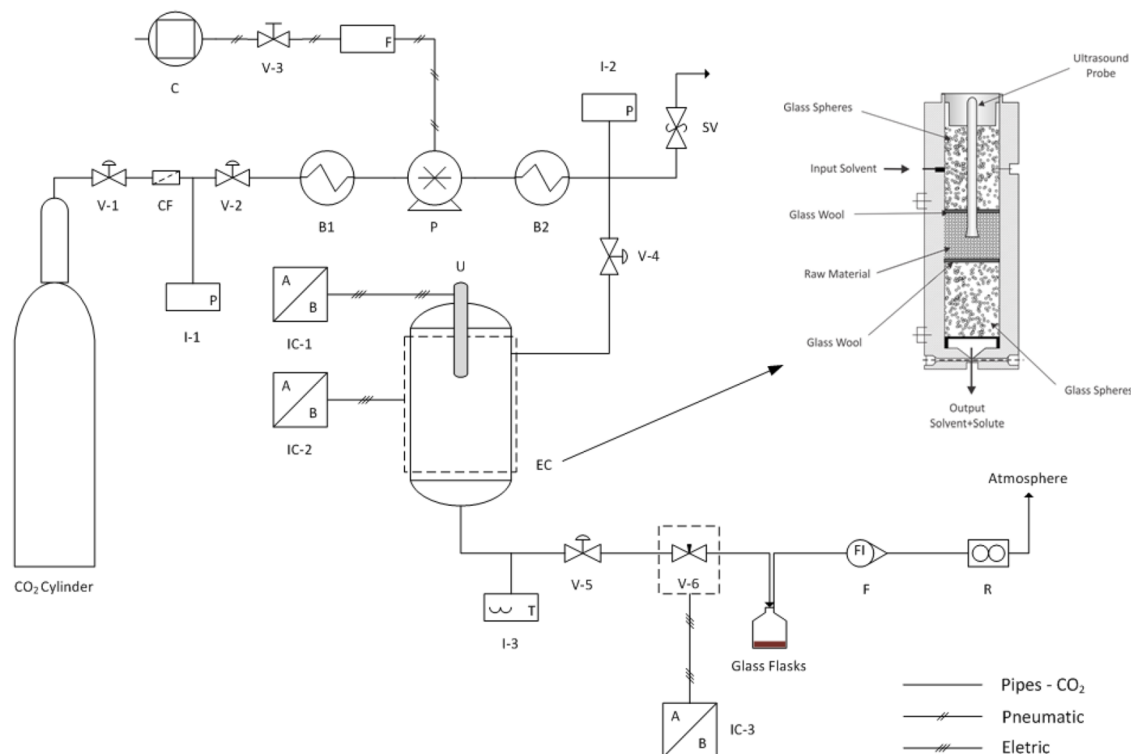 C
V-3
F
I-2
P
SV
V-1
CF
V-2
B1
P
B2
V-4
P
I-1
A
B
IC-1
U
A
B
IC-2
EC
CO₂ Cylinder
T
I-3
V-5
V-6
Glass Flasks
A
B
IC-3
FI
F
R
Atmosphere
Ultrasound
Probe
Glass Spheres
Input Solvent
Glass Wool
Raw Material
Glass Wool
Glass Spheres
Output
Solvent+Solute
Pipes - CO₂
Pneumatic
Eletric